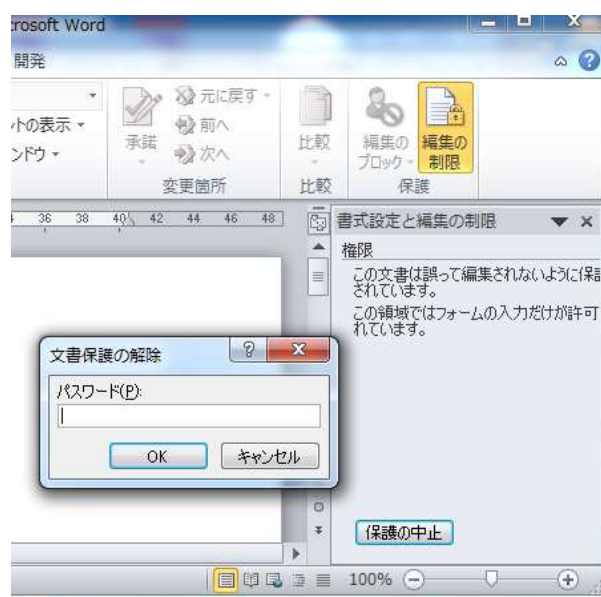 crosoft Word
開発
ントの表示
元に戻す
前へ
次へ
ンドウ
承諾
比較
編集の
ブロック
編集の
制限
変更箇所
比較
保護
36 38 40 42 44 46 48
書式設定と編集の制限
権限
この文書は誤って編集されないように保護
されています。
この領域ではフォームの入力だけが許可
れています。
文書保護の解除
パスワード(P):
OK
キャンセル
保護の中止
100%